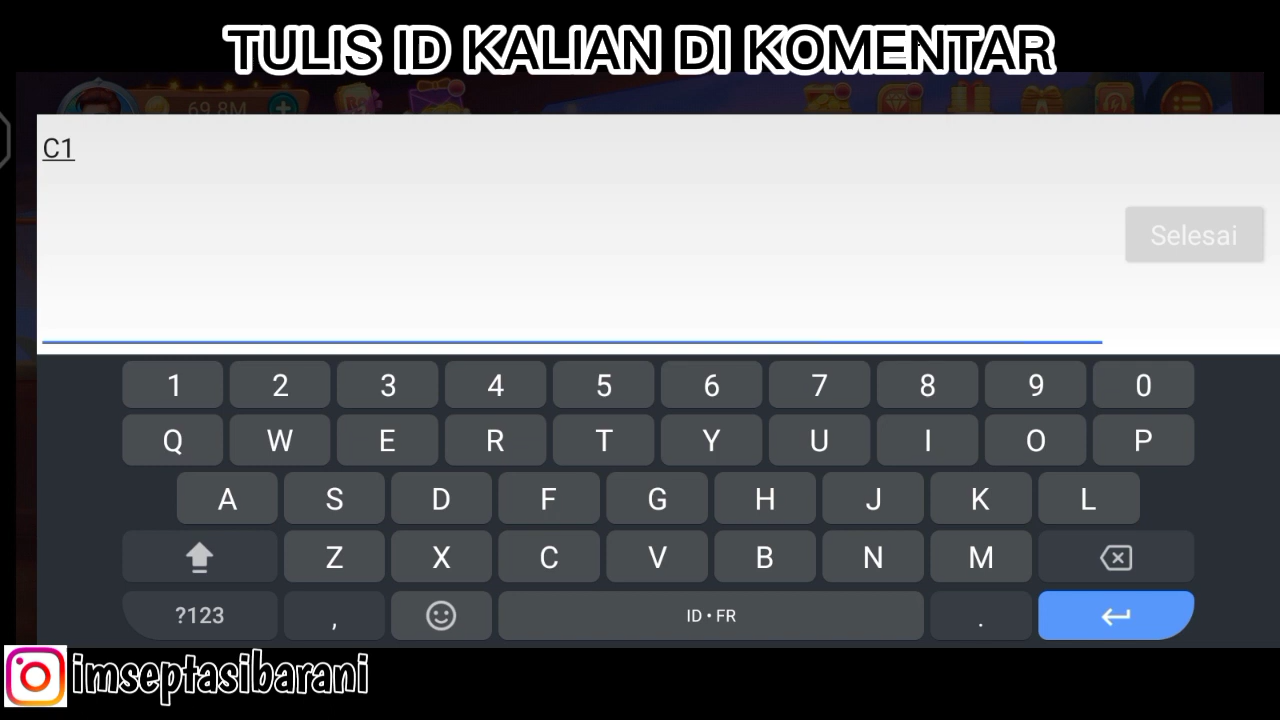 TULIS ID KALIAN DI KOMENTAR
69.8M
C1
Selesai
1 2 3 4 5 6 7 8 9 0
Q W E R T Y U I O P
A S D F G H J K L
Z X C V B N M
?123 , ID • FR .
imseptasibarani